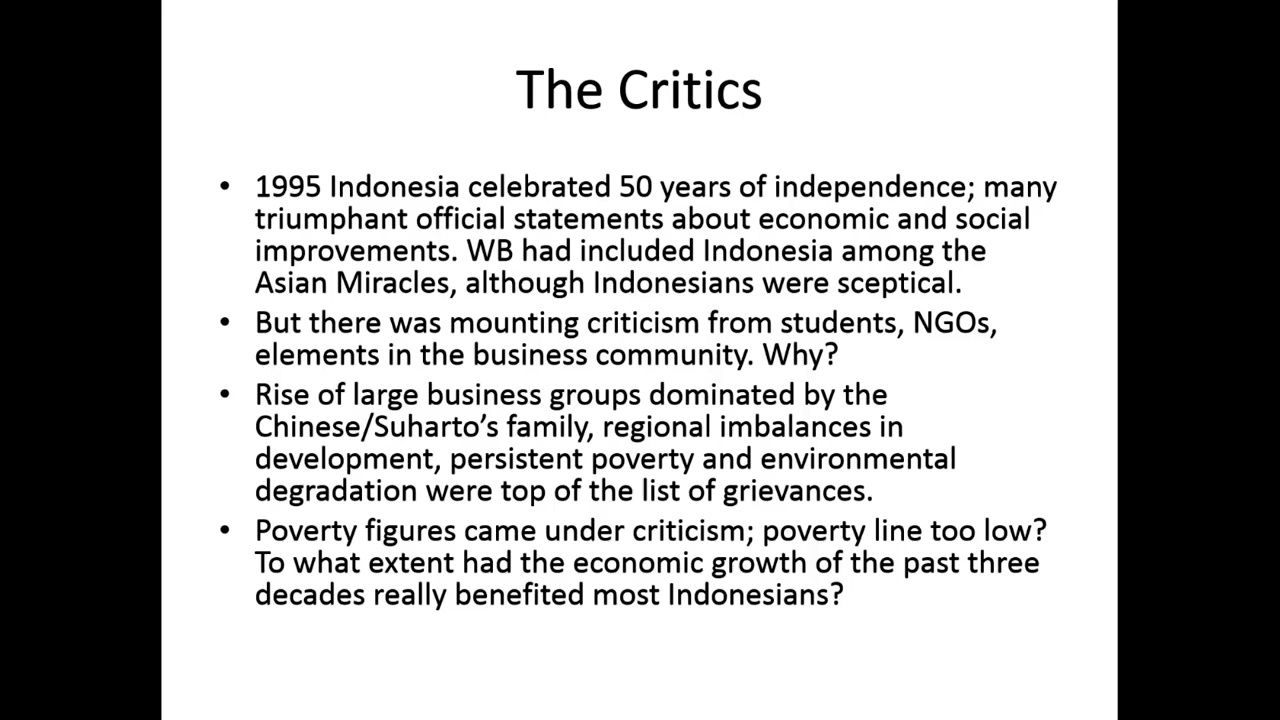 The Critics
• 1995 Indonesia celebrated 50 years of independence; many
triumphant official statements about economic and social
improvements. WB had included Indonesia among the
Asian Miracles, although Indonesians were sceptical.
• But there was mounting criticism from students, NGOs,
elements in the business community. Why?
• Rise of large business groups dominated by the
Chinese/Suharto’s family, regional imbalances in
development, persistent poverty and environmental
degradation were top of the list of grievances.
• Poverty figures came under criticism; poverty line too low?
To what extent had the economic growth of the past three
decades really benefited most Indonesians?